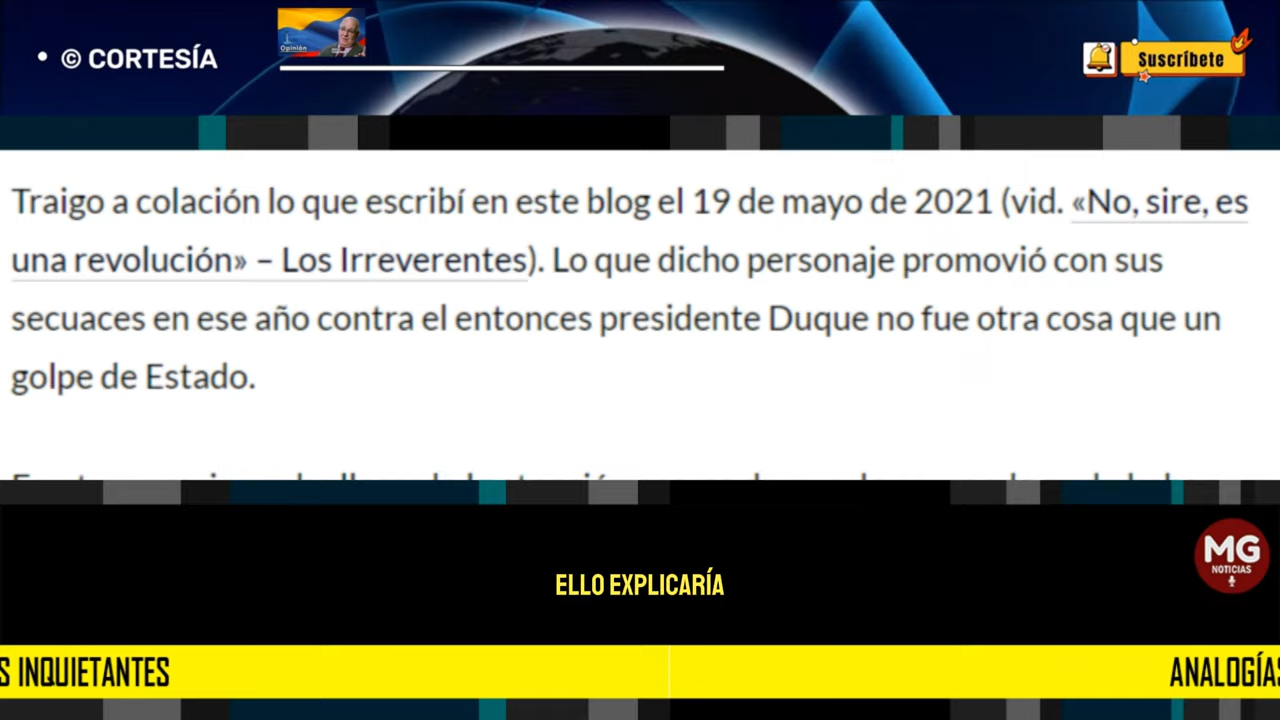 • © CORTESÍA
Opinión
Suscríbete
Traigo a colación lo que escribí en este blog el 19 de mayo de 2021 (vid. «No, sire, es
una revolución» – Los Irreverentes). Lo que dicho personaje promovió con sus
secuaces en ese año contra el entonces presidente Duque no fue otra cosa que un
golpe de Estado.
ELLO EXPLICARÍA
MG
NOTICIAS
S INQUIETANTES
ANALOGÍAS